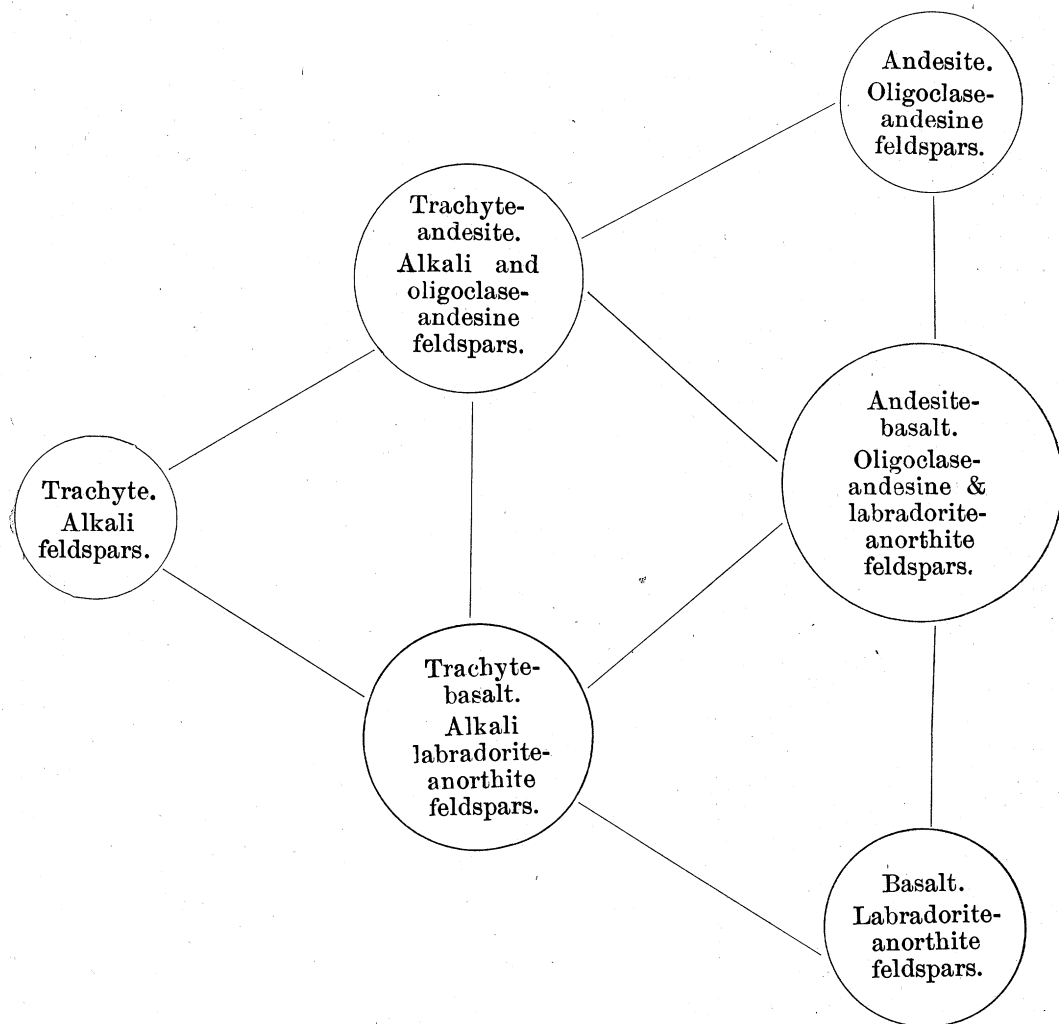 Andesite.
Oligoclase-
andesine
feldspars.
Trachyte-
andesite.
Alkali and
oligoclase-
andesine
feldspars.
Andesite-
basalt.
Oligoclase-
andesine &
labradorite-
anorthite
feldspars.
Trachyte.
Alkali
feldspars.
Trachyte-
basalt.
Alkali
labradorite-
anorthite
feldspars.
Basalt.
Labradorite-
anorthite
feldspars.